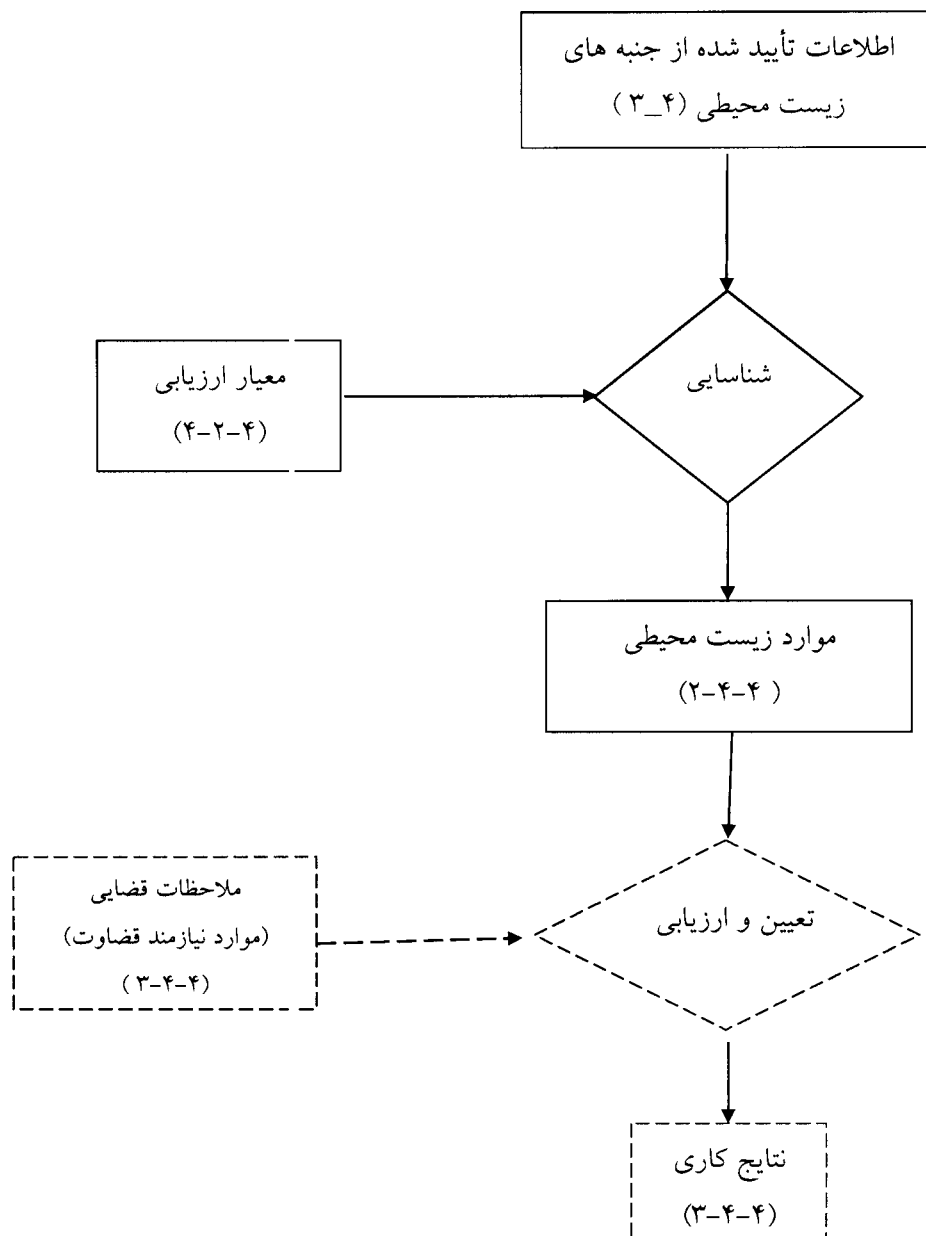 اطلاعات تأیید شده از جنبه های
زیست محیطی (۴_۳ )
شناسایی
معیار ارزیابی
(۴-۲-۴)
موارد زیست محیطی
( ۴-۴-۲)
ملاحظات قضایی
(موارد نیازمند قضاوت)
(۴-۴-۳ )
تعیین و ارزیابی
نتایج کاری
(۴-۴-۳)